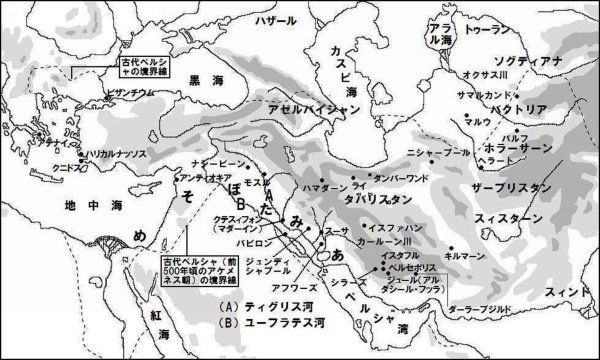 ハザール
アラル海
トゥーラン
ソグディアナ
オクサス川
カスピ海
サマルカンド
バクトリア
古代ペルシャの境界線
黒海
ビザンチウム
アゼルバイジャン
マルウ
バルフ
ホラーサーン
アテナイ
ハリカルナッソス
クニドス
ニシャープール
ヘラート
ナシービーン
モスル
アンティオキア
ダンバーワンド
ライ
ハマダーン
タバリスタン
サーブリスタン
スィスターン
そ
ぼ
A
B
た
み
あ
め
地中海
クテスィフォン(マダーイン)
バビロン
スーサ
イスファハン
カールーン川
ジュンディシャプール
アフワーズ
イスタフル
ペルセポリス
キルマーン
シラーズ
ジュール(アルダシール・フッラ)
スィンド
古代ペルシャ(前500年頃のアケメネス朝)の境界線
(A)ティグリス河
(B)ユーフラテス河
ペルシャ湾
ダーラーブジルド
紅海